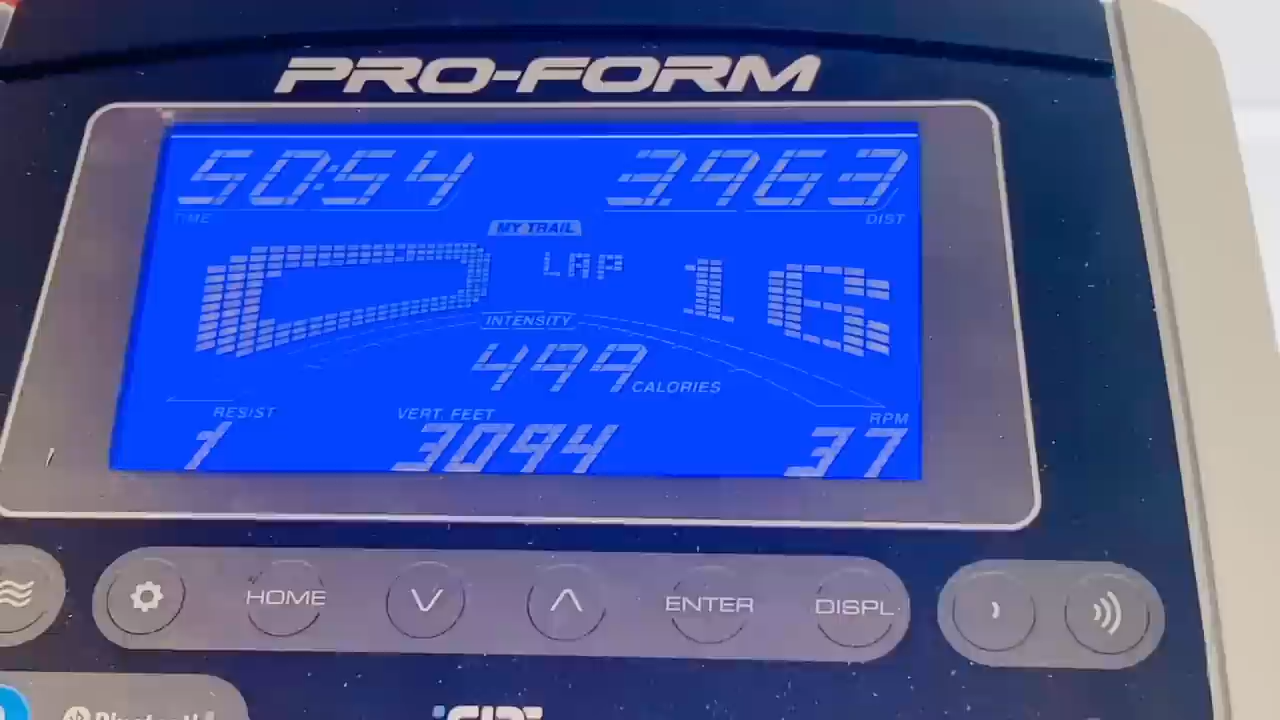 PRO-FORM
50:54 3.963
TIME DIST
MY TRAIL
LAP 16
INTENSITY
499 CALORIES
RESIST VERT. FEET RPM
1 3094 37
HOME ENTER DISPL
Bluetooth